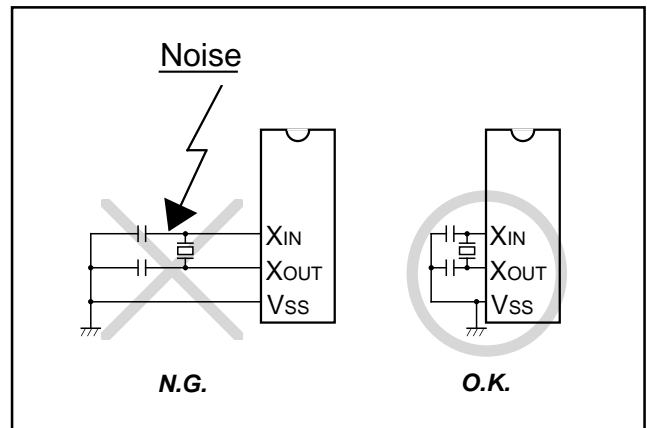 Noise
XIN
XOUT
VSS
N.G.
XIN
XOUT
VSS
O.K.